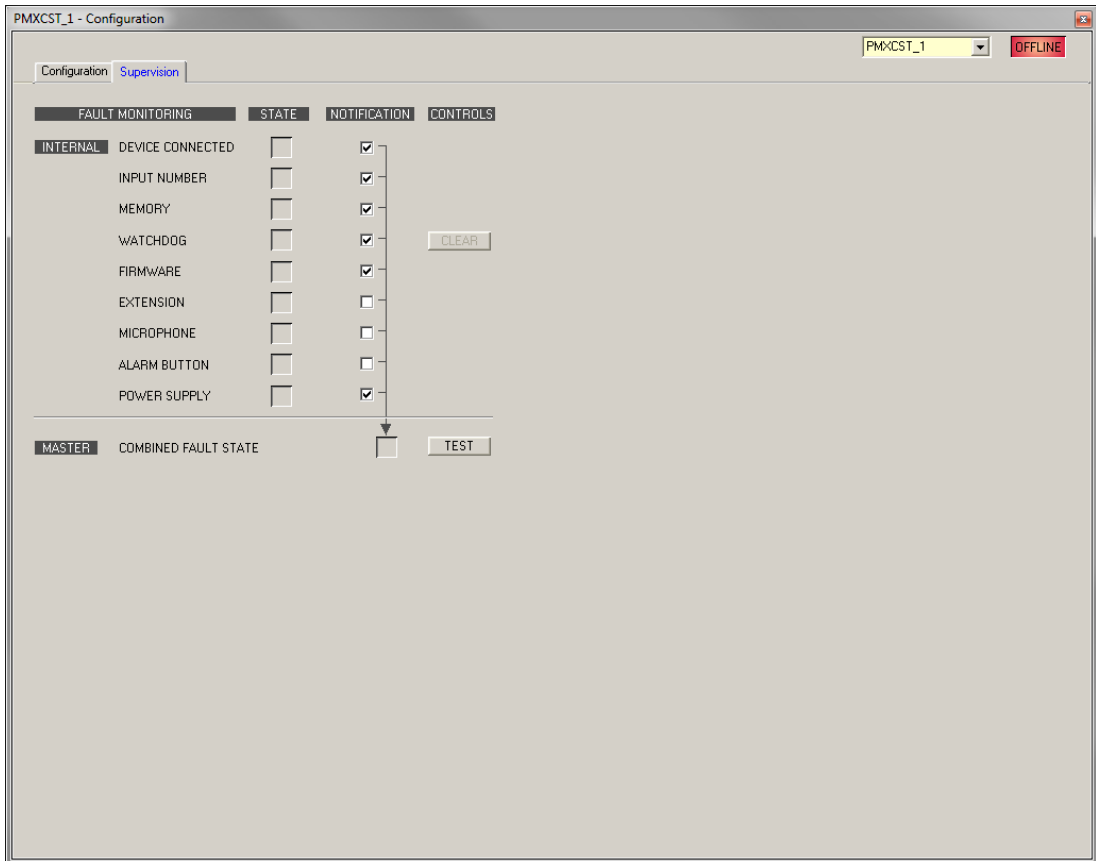 PMXCST_1 - Configuration
PMXCST_1 OFFLINE
Configuration Supervision
FAULT MONITORING STATE NOTIFICATION CONTROLS
INTERNAL DEVICE CONNECTED
INPUT NUMBER
MEMORY
WATCHDOG CLEAR
FIRMWARE
EXTENSION
MICROPHONE
ALARM BUTTON
POWER SUPPLY
MASTER COMBINED FAULT STATE TEST